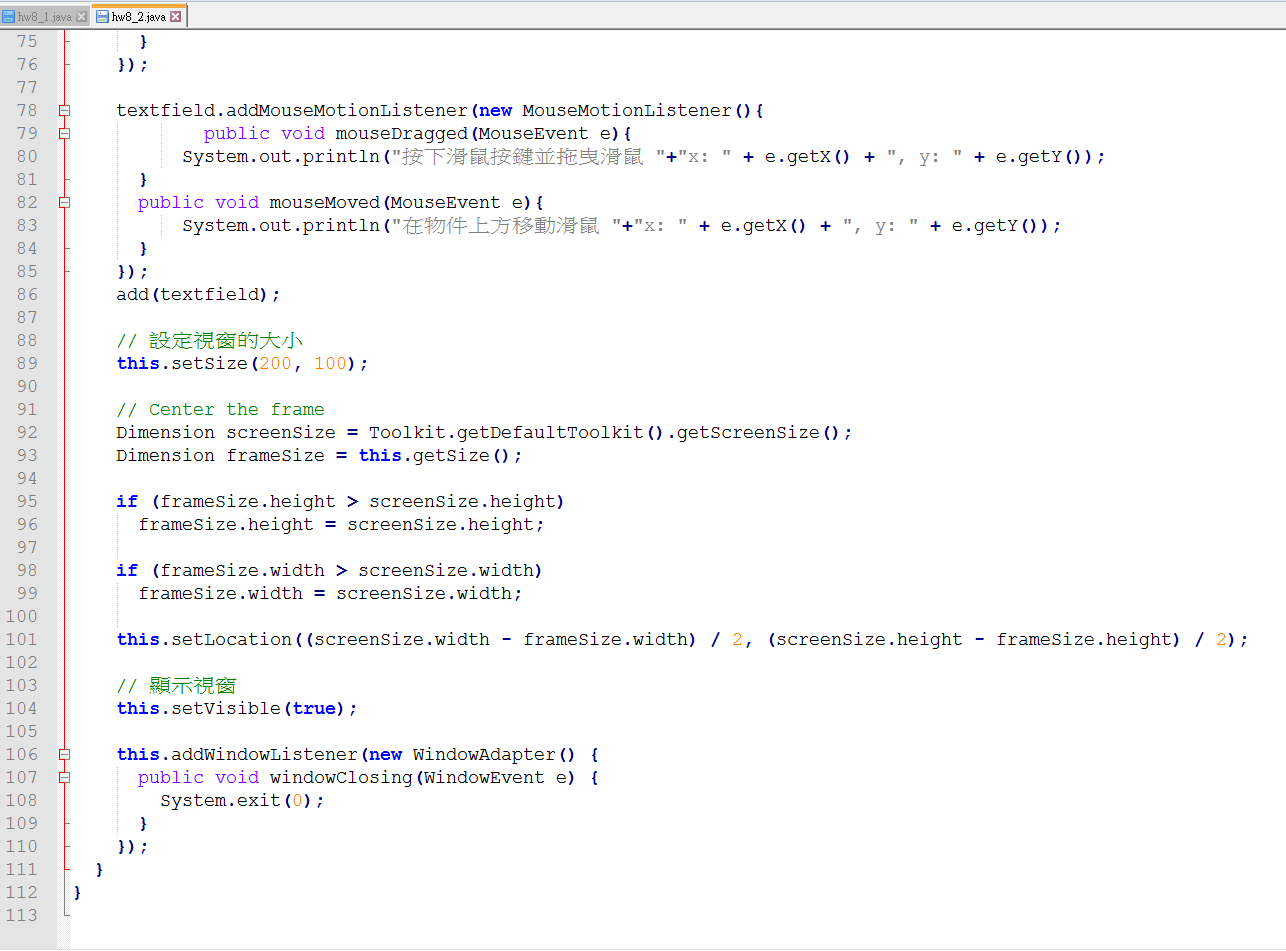 hw8_1.java hw8_2.java
75 }
76 });
77
78 textfield.addMouseMotionListener(new MouseMotionListener(){
79 public void mouseDragged(MouseEvent e){
80 System.out.println("按下滑鼠按鍵並拖曳滑鼠 "+"x: " + e.getX() + ", y: " + e.getY());
81 }
82 public void mouseMoved(MouseEvent e){
83 System.out.println("在物件上方移動滑鼠 "+"x: " + e.getX() + ", y: " + e.getY());
84 }
85 });
86 add(textfield);
87
88 // 設定視窗的大小
89 this.setSize(200, 100);
90
91 // Center the frame
92 Dimension screenSize = Toolkit.getDefaultToolkit().getScreenSize();
93 Dimension frameSize = this.getSize();
94
95 if (frameSize.height > screenSize.height)
96 frameSize.height = screenSize.height;
97
98 if (frameSize.width > screenSize.width)
99 frameSize.width = screenSize.width;
100
101 this.setLocation((screenSize.width - frameSize.width) / 2, (screenSize.height - frameSize.height) / 2);
102
103 // 顯示視窗
104 this.setVisible(true);
105
106 this.addWindowListener(new WindowAdapter() {
107 public void windowClosing(WindowEvent e) {
108 System.exit(0);
109 }
110 });
111 }
112 }
113